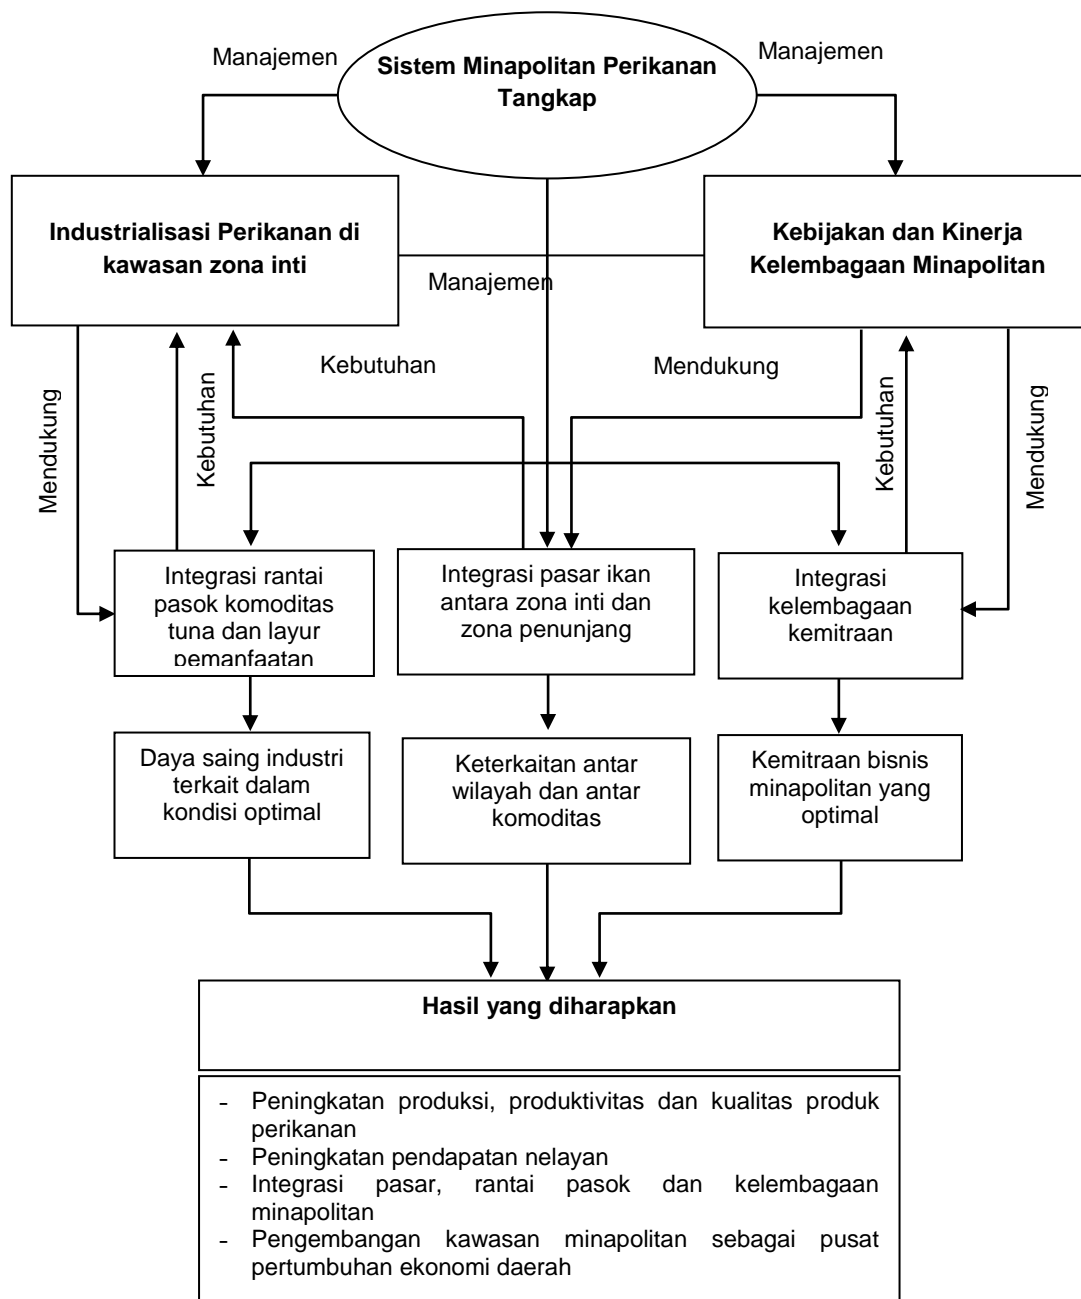 Manajemen
Sistem Minapolitan Perikanan
Tangkap
Manajemen
Industrialisasi Perikanan di
kawasan zona inti
Kebijakan dan Kinerja
Kelembagaan Minapolitan
Manajemen
Mendukung
Kebutuhan
Kebutuhan
Mendukung
Kebutuhan
Mendukung
Integrasi rantai
pasok komoditas
tuna dan layur
pemanfaatan
Integrasi pasar ikan
antara zona inti dan
zona penunjang
Integrasi
kelembagaan
kemitraan
Daya saing industri
terkait dalam
kondisi optimal
Keterkaitan antar
wilayah dan antar
komoditas
Kemitraan bisnis
minapolitan yang
optimal
Hasil yang diharapkan
- Peningkatan produksi, produktivitas dan kualitas produk
perikanan
- Peningkatan pendapatan nelayan
- Integrasi pasar, rantai pasok dan kelembagaan
minapolitan
- Pengembangan kawasan minapolitan sebagai pusat
pertumbuhan ekonomi daerah